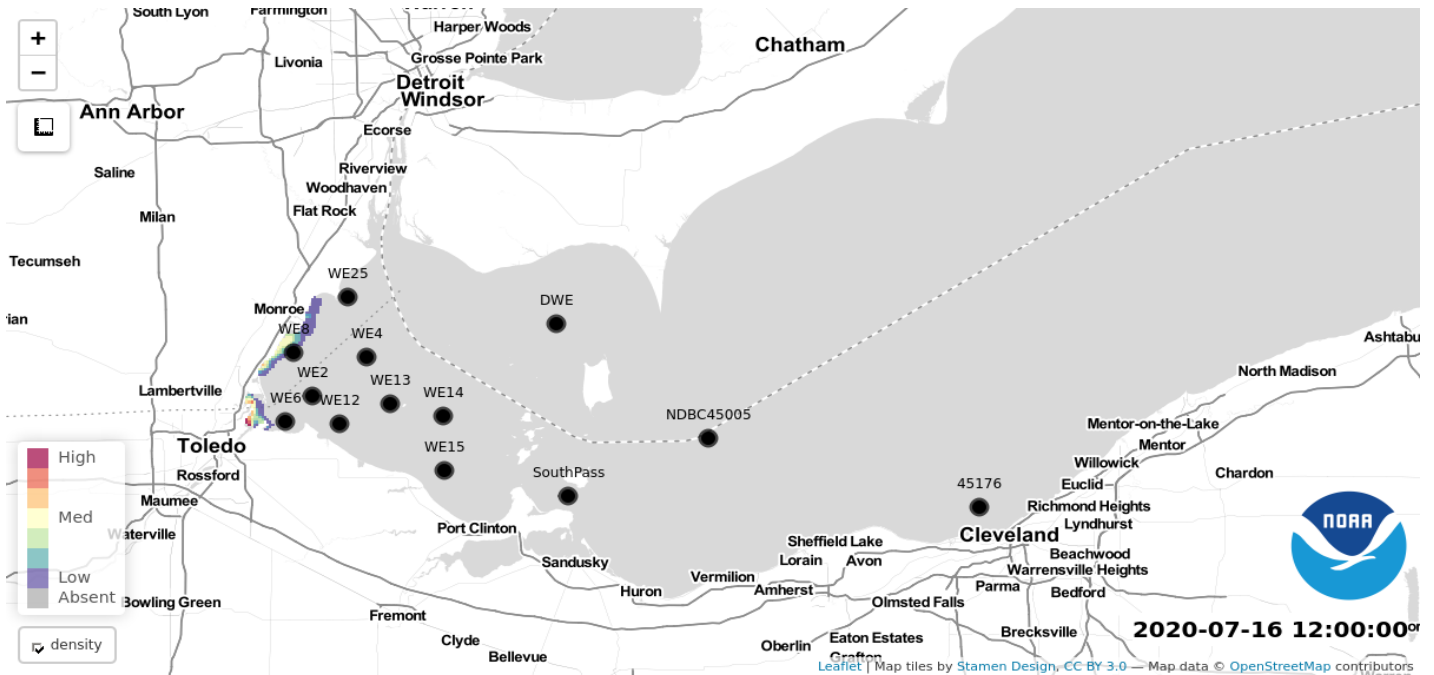 South Lyon
Farmington
Harper Woods
+
Livonia
Grosse Pointe Park
Chatham
−
Detroit
Windsor
Ann Arbor
Ecorse
Saline
Riverview
Woodhaven
Milan
Flat Rock
Tecumseh
WE25
DWE
Monroe
WE8
WE4
Ashtabu
WE2
WE13
North Madison
Lambertville
WE6
WE12
WE14
NDBC45005
Mentor-on-the-Lake
Toledo
WE15
Mentor
High
Willowick
Rossford
SouthPass
Chardon
45176
Euclid
Maumee
Richmond Heights
Med
Lyndhurst
Waterville
Port Clinton
Cleveland
NOAA
Sheffield Lake
Beachwood
Sandusky
Lorain
Avon
Warrensville Heights
Low
Vermilion
Parma
Absent
Huron
Amherst
Bedford
Bowling Green
Olmsted Falls
Fremont
Brecksville
2020-07-16 12:00:00
Clyde
Eaton Estates
density
Oberlin
Bellevue
Grafton
Leaflet | Map tiles by Stamen Design, CC BY 3.0 — Map data © OpenStreetMap contributors